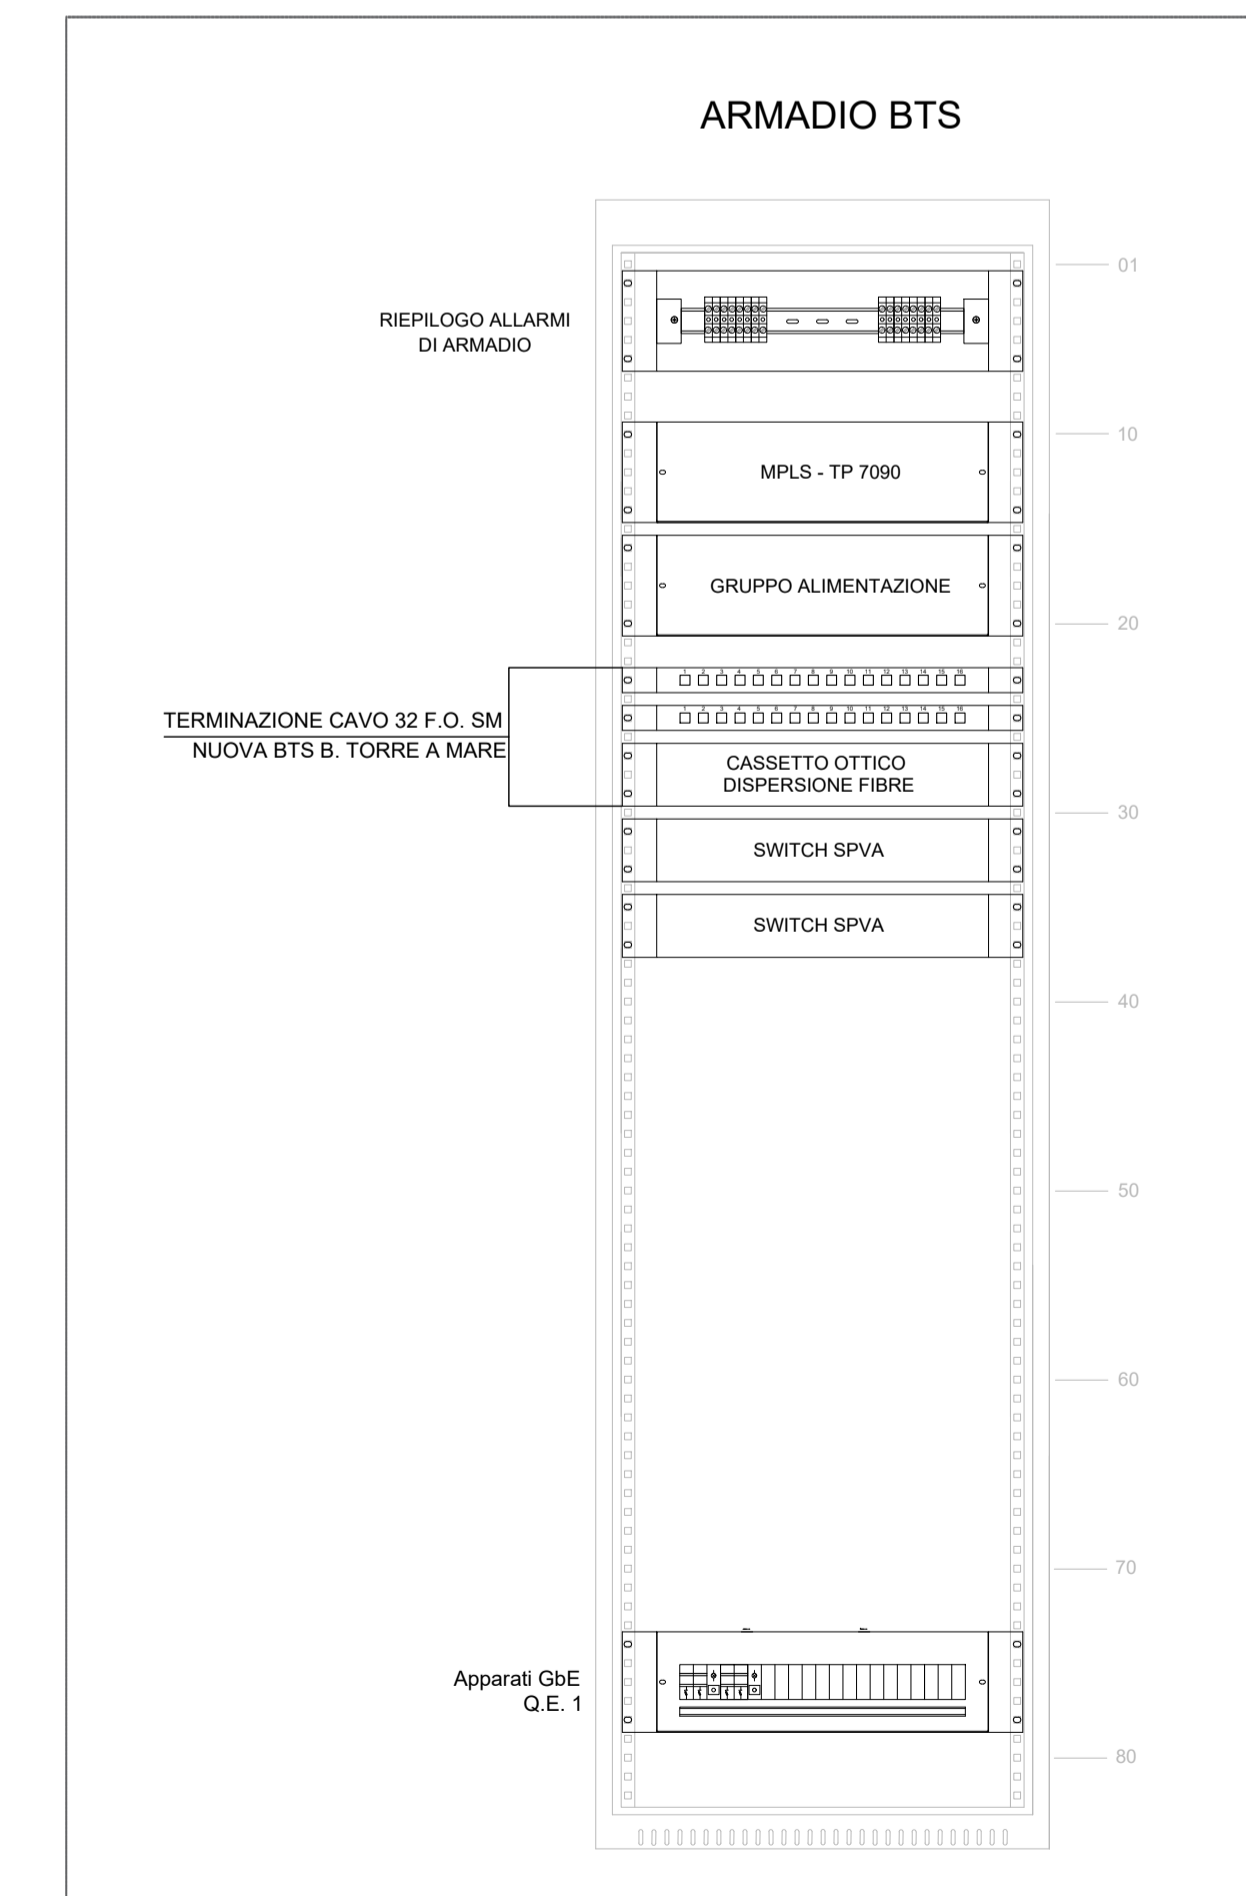 ARMADIO BTS
01
RIEPILOGO ALLARMI
DI ARMADIO
10
MPLS - TP 7090
GRUPPO ALIMENTAZIONE
20
1 2 3 4 5 6 7 8 9 10 11 12 13 14 15 16
1 2 3 4 5 6 7 8 9 10 11 12 13 14 15 16
TERMINAZIONE CAVO 32 F.O. SM
NUOVA BTS B. TORRE A MARE
CASSETTO OTTICO
DISPERSIONE FIBRE
30
SWITCH SPVA
SWITCH SPVA
40
50
60
70
Apparati GbE
Q.E. 1
80